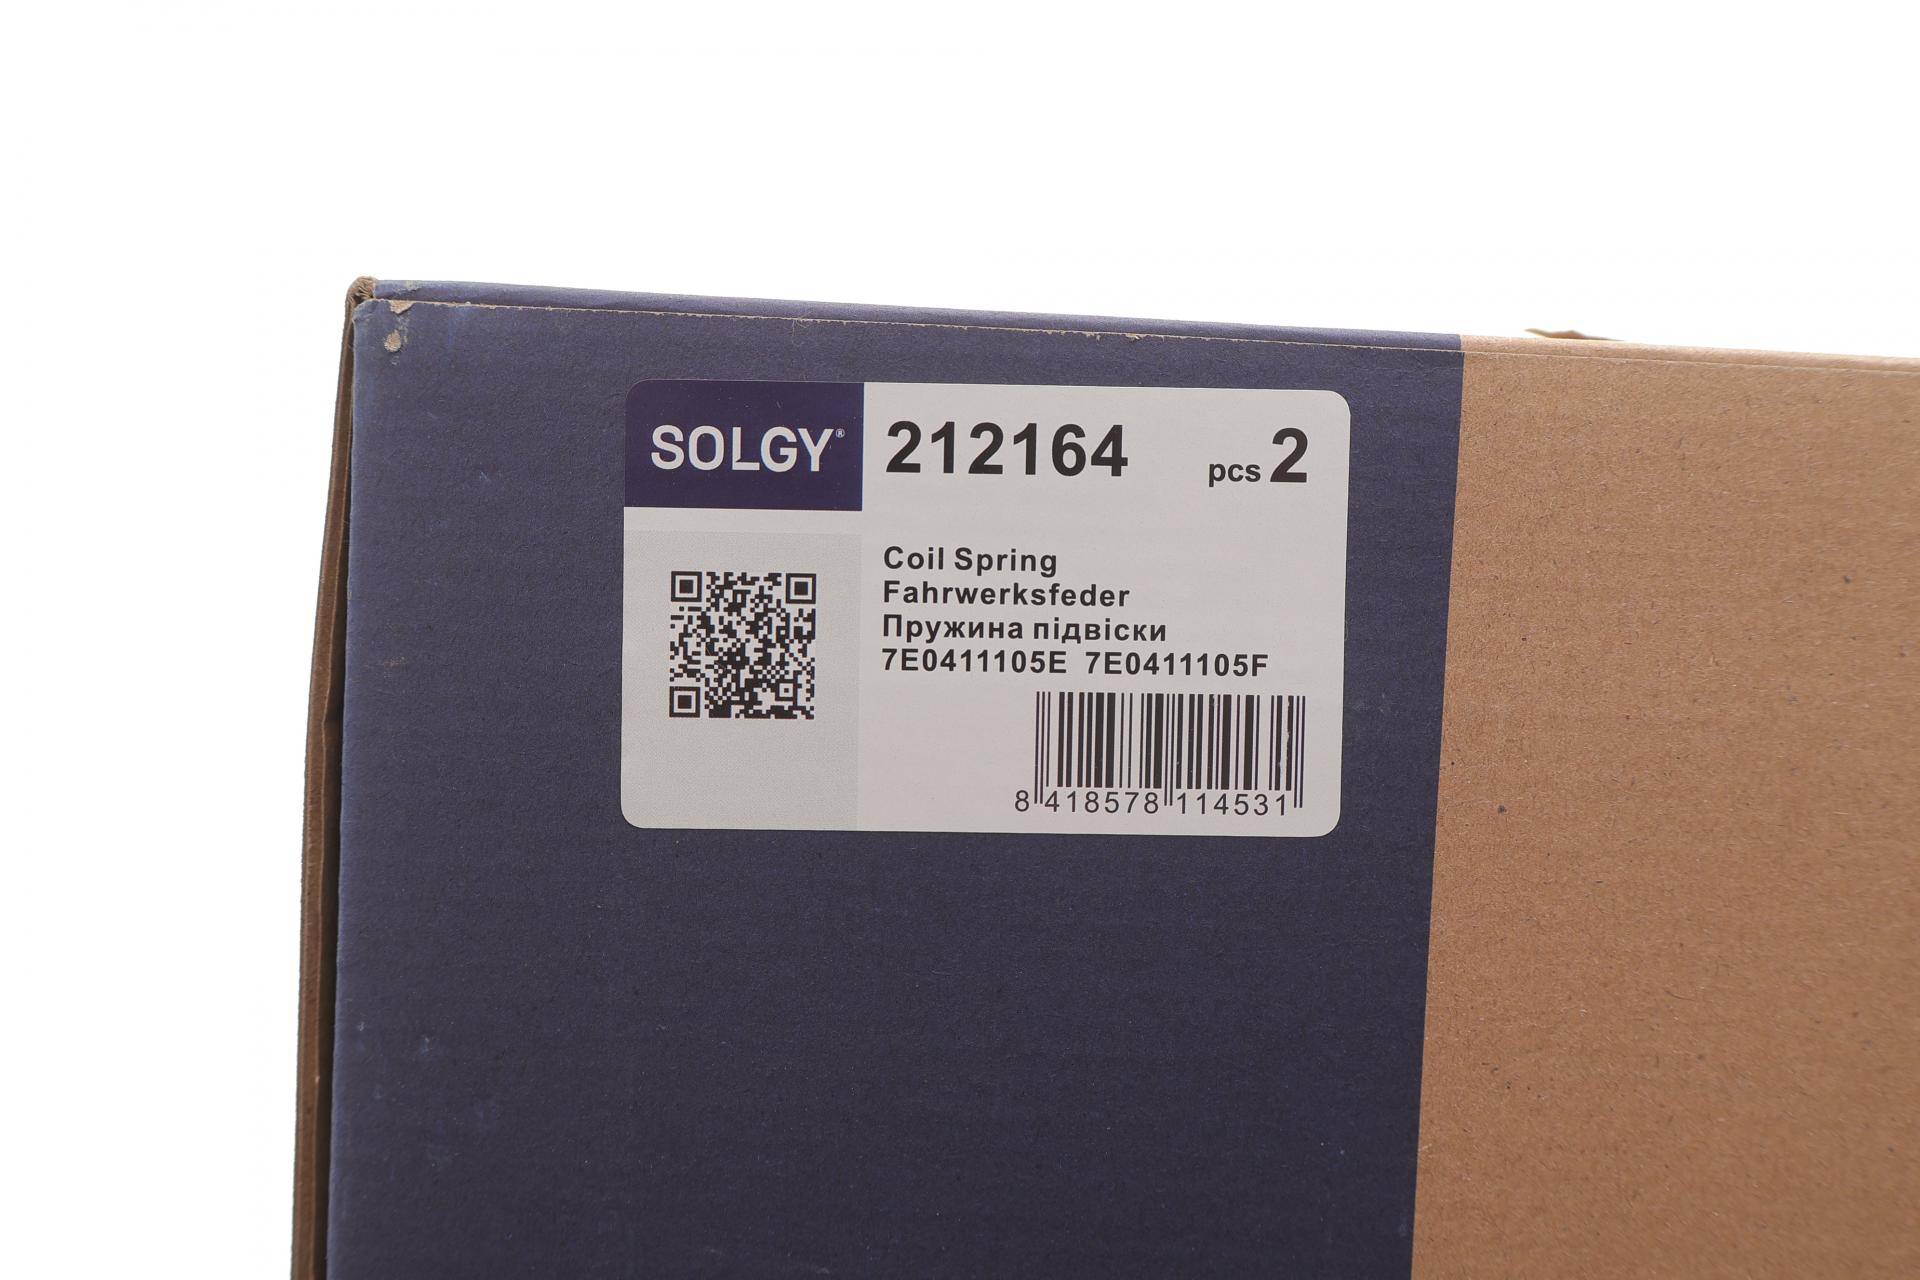 SOLGY® 212164 pcs 2
Coil Spring
Fahrwerksfeder
Пружина підвіски
7E0411105E 7E0411105F
8 418578 114531